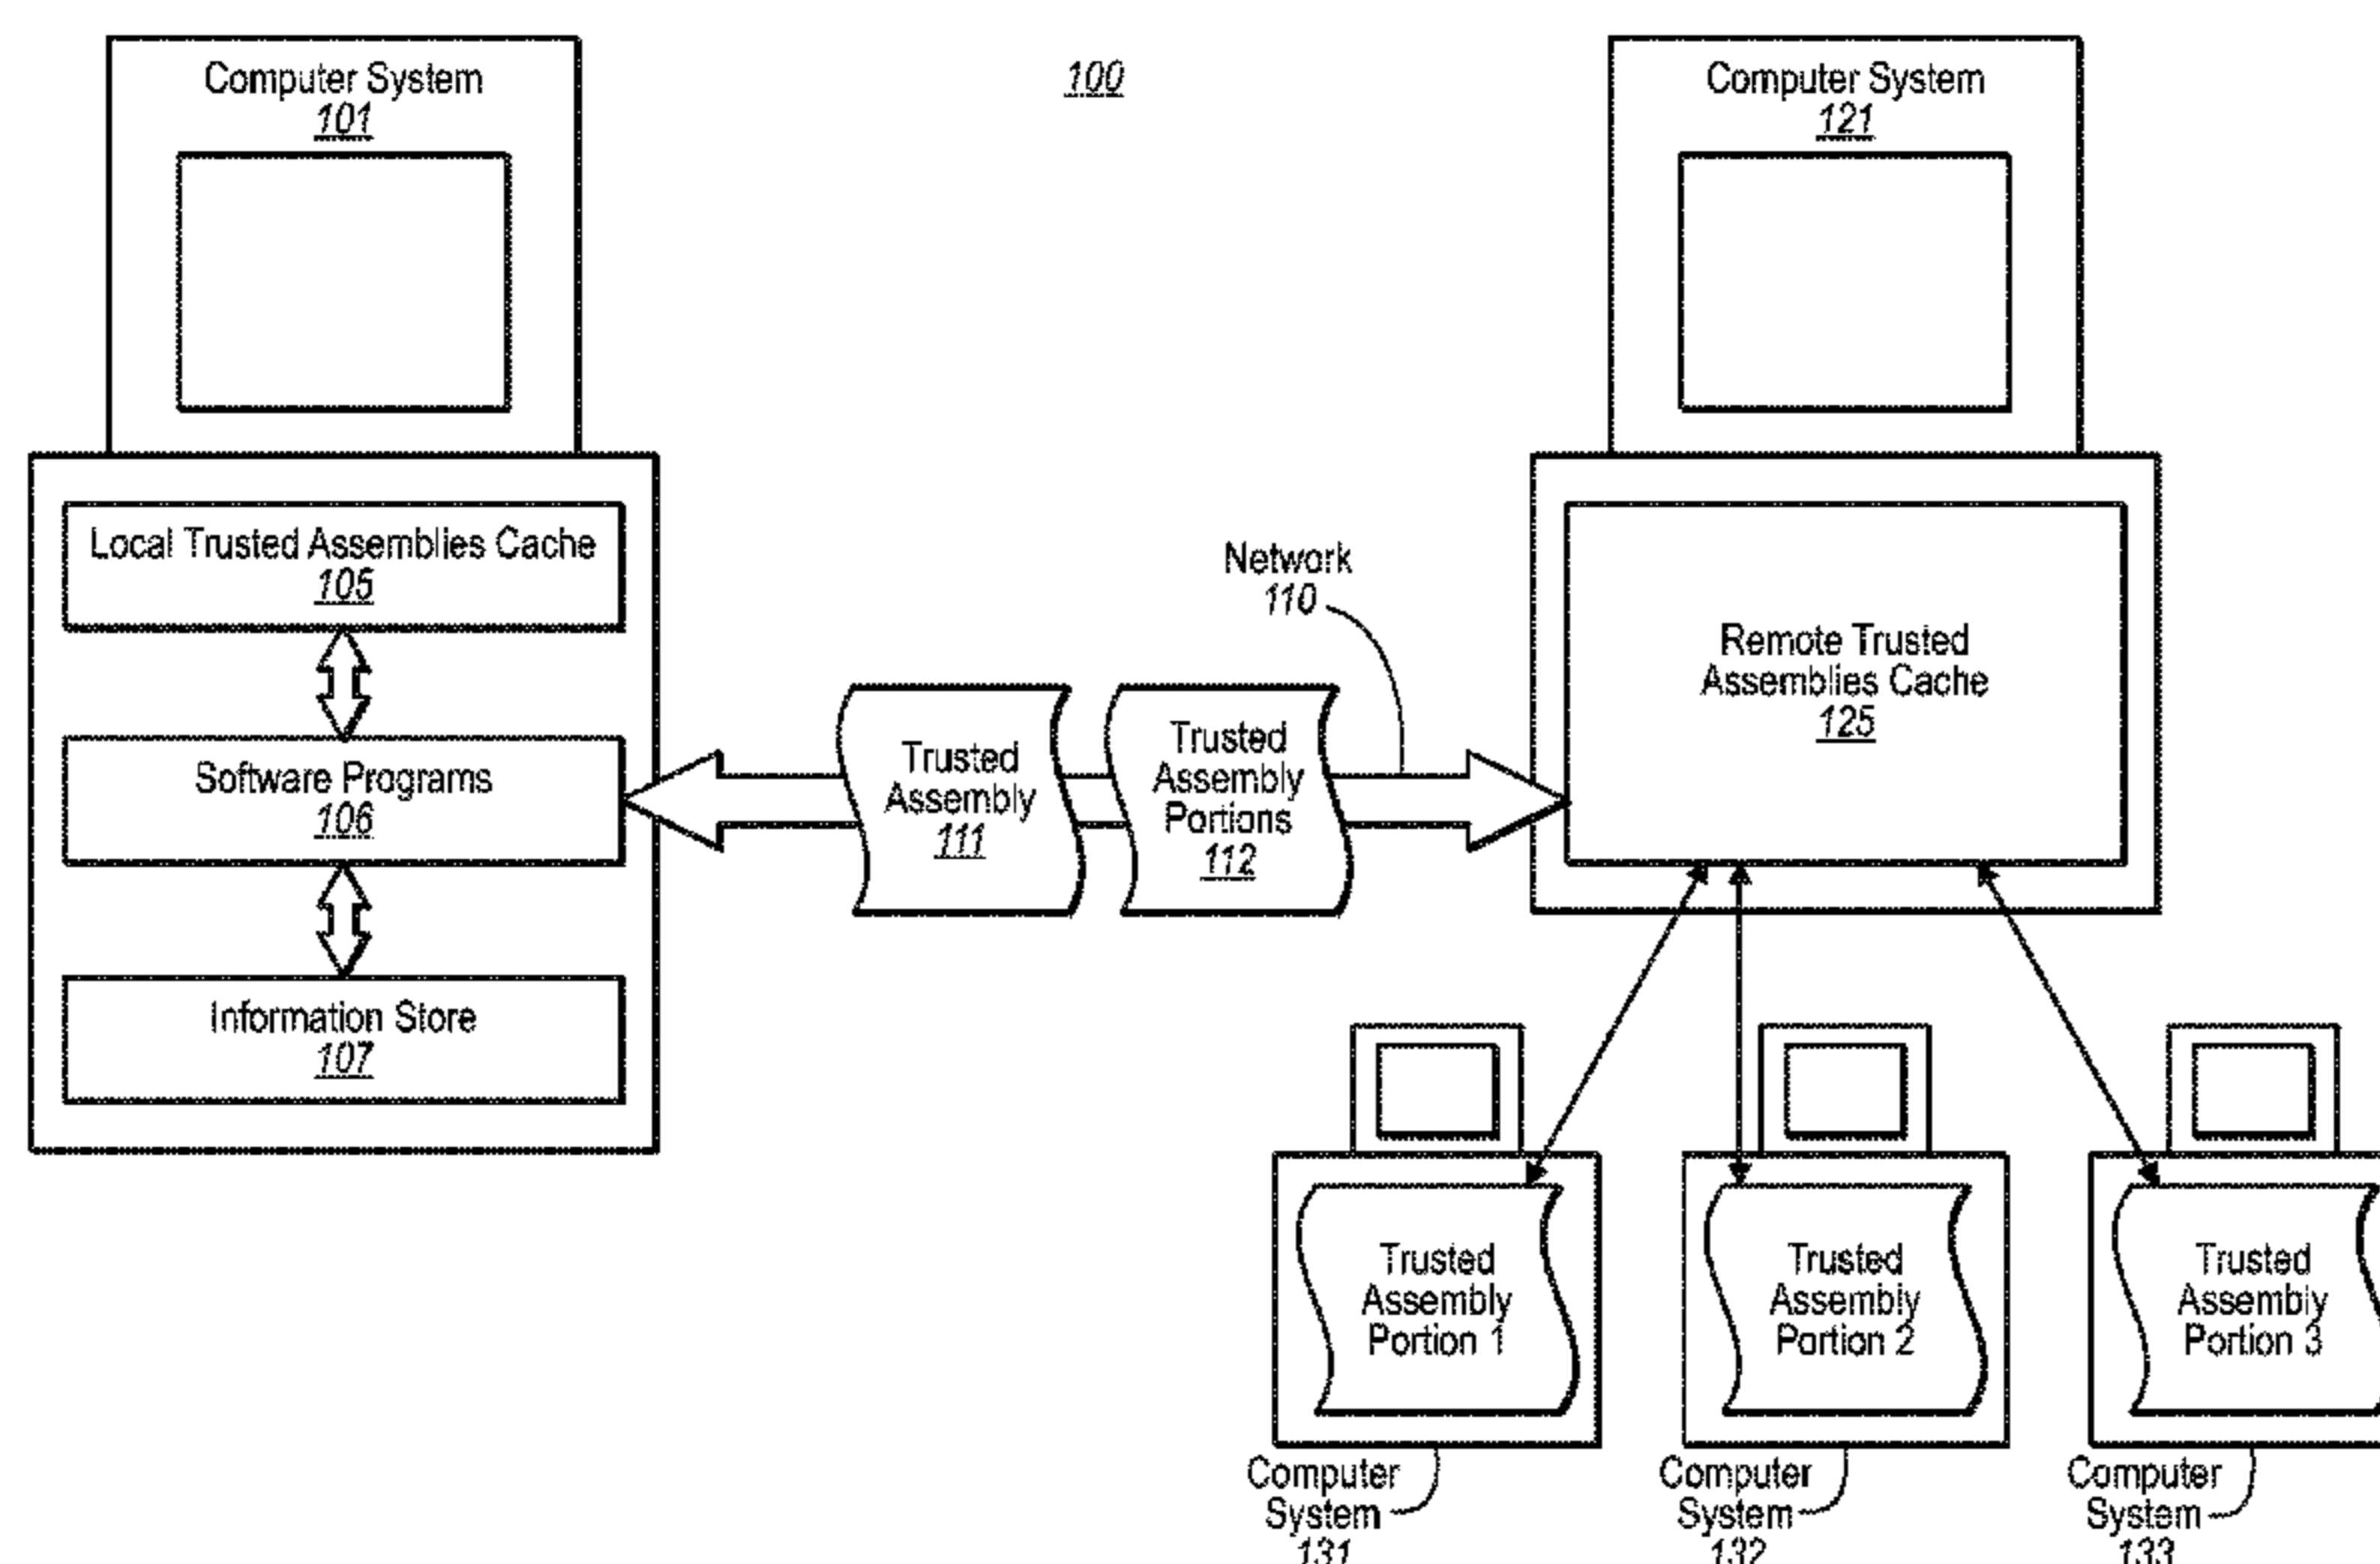 100
Computer System
101
Local Trusted Assemblies Cache
105
Software Programs
106
Information Store
107
Network
110
Trusted
Assembly
111
Trusted
Assembly
Portions
112
Computer System
121
Remote Trusted
Assemblies Cache
125
Trusted
Assembly
Portion 1
Computer
System
131
Trusted
Assembly
Portion 2
Computer
System
132
Trusted
Assembly
Portion 3
Computer
System
133